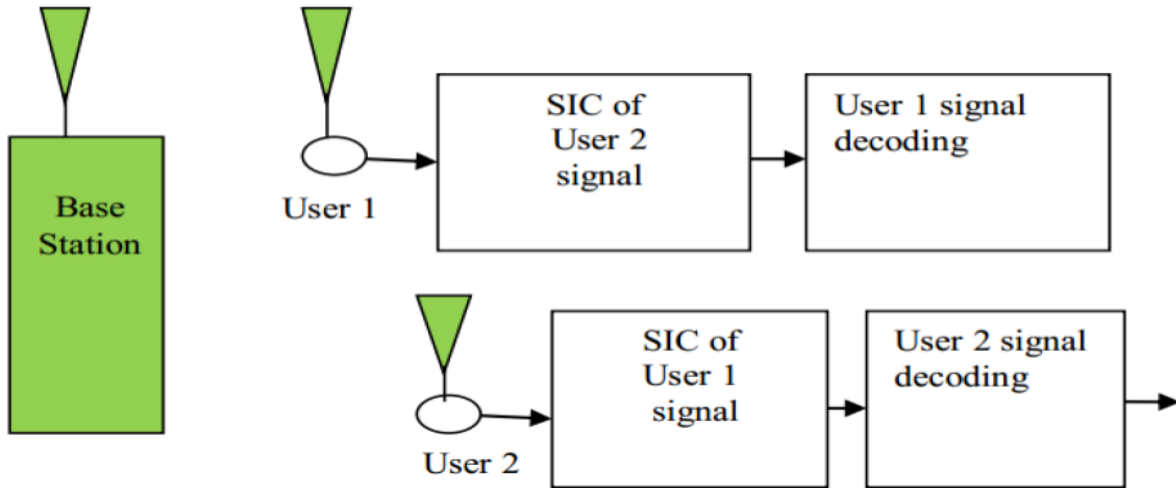 Base
Station
User 1
SIC of
User 2
signal
User 1 signal
decoding
User 2
SIC of
User 1
signal
User 2 signal
decoding